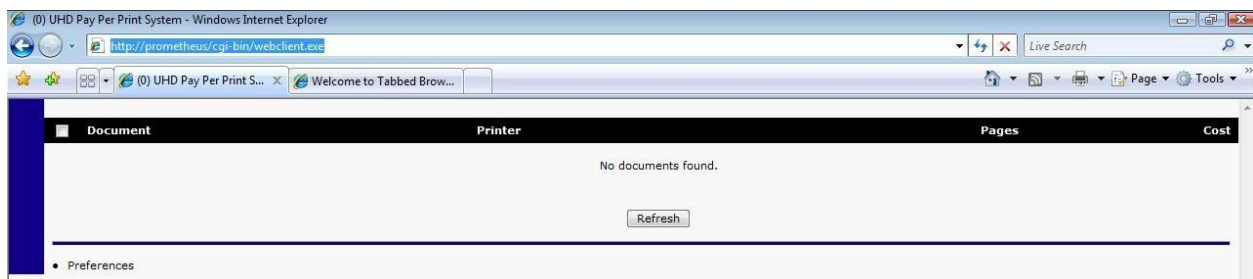 (0) UHD Pay Per Print System - Windows Internet Explorer
http://prometheus/cgi-bin/webclient.exe
Live Search
(0) UHD Pay Per Print S...
Welcome to Tabbed Brow...
Page
Tools
Document Printer Pages Cost
No documents found.
Refresh
• Preferences